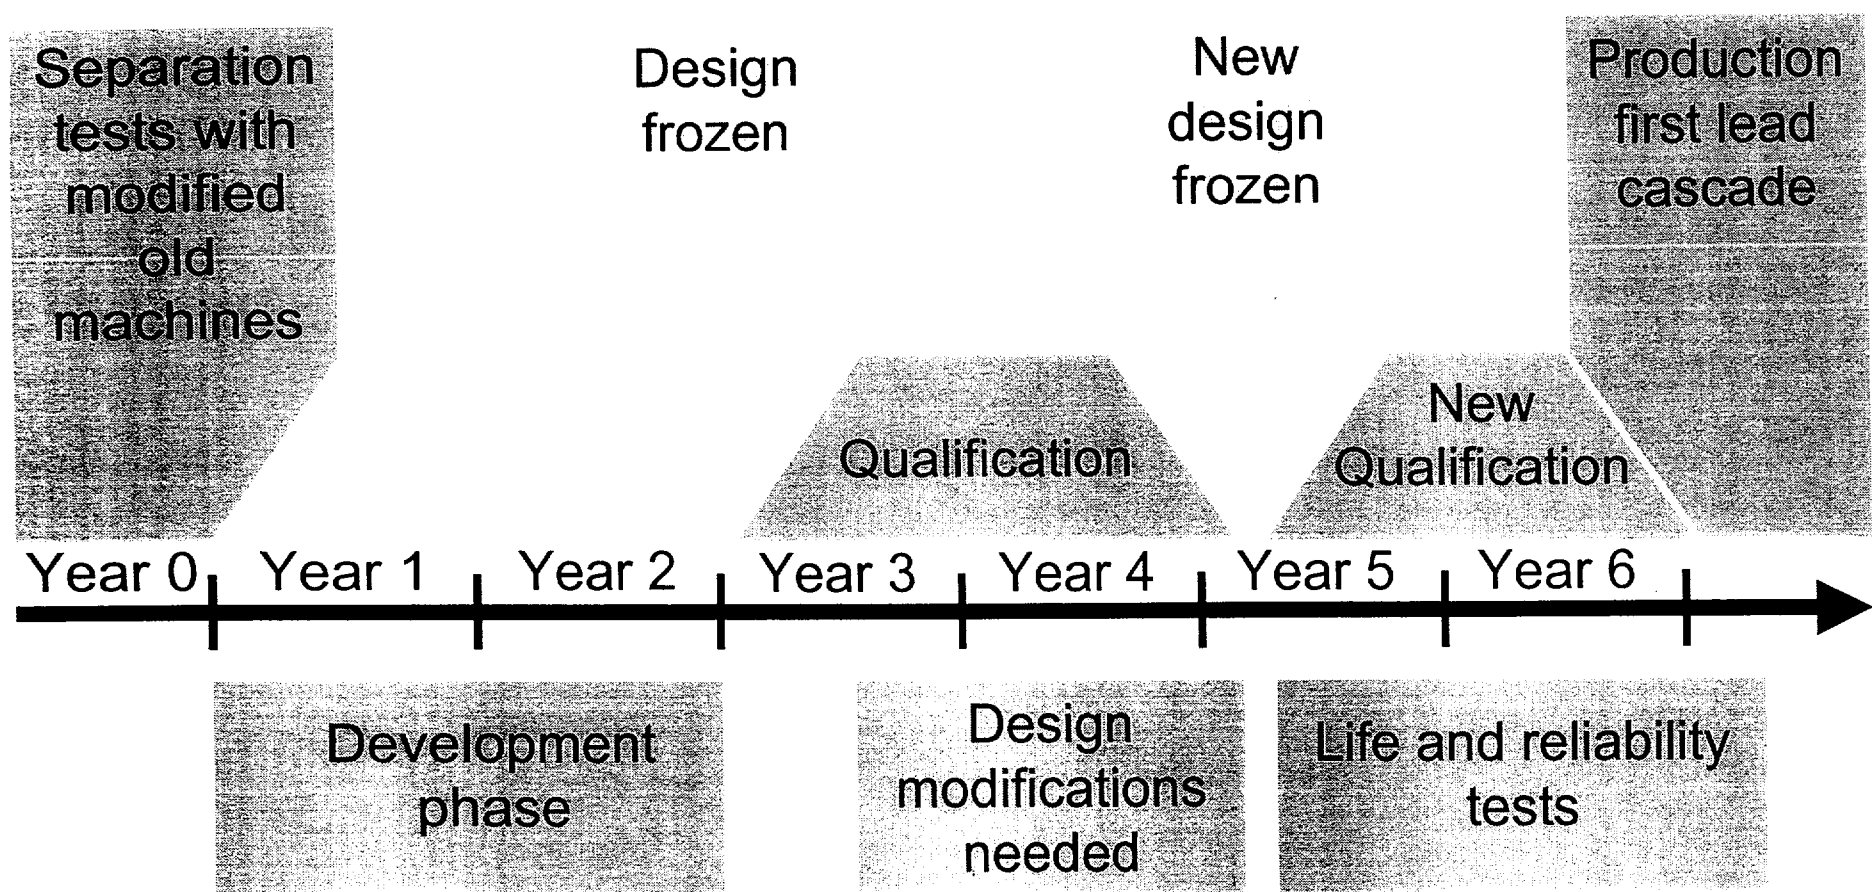 Separation
tests with
modified
old
machines
Design
frozen
New
design
frozen
Production
first lead
cascade
Qualification
New
Qualification
Year 0
Year 1
Year 2
Year 3
Year 4
Year 5
Year 6
Development
phase
Design
modifications
needed
Life and reliability
tests